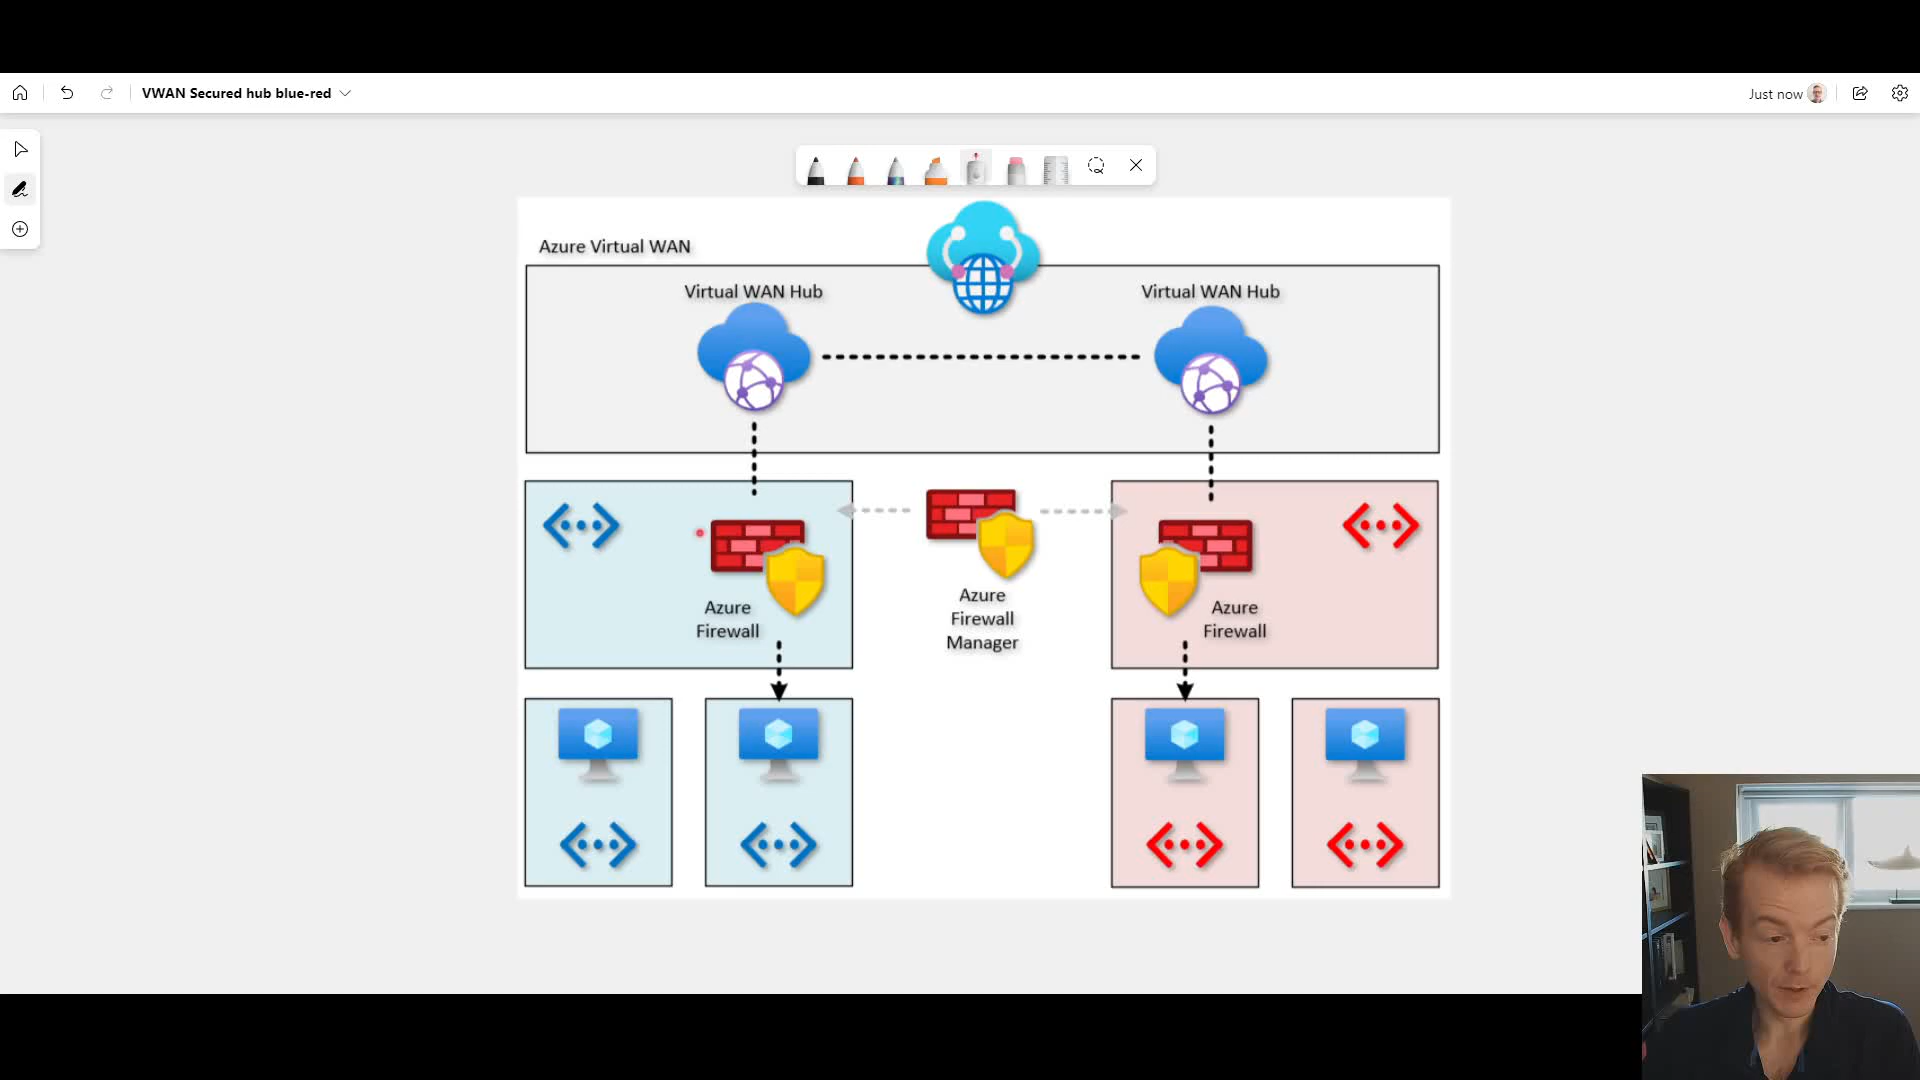 VWAN Secured hub blue-red
Just now
Azure Virtual WAN
Virtual WAN Hub
Virtual WAN Hub
Azure
Firewall
Azure
Firewall
Manager
Azure
Firewall